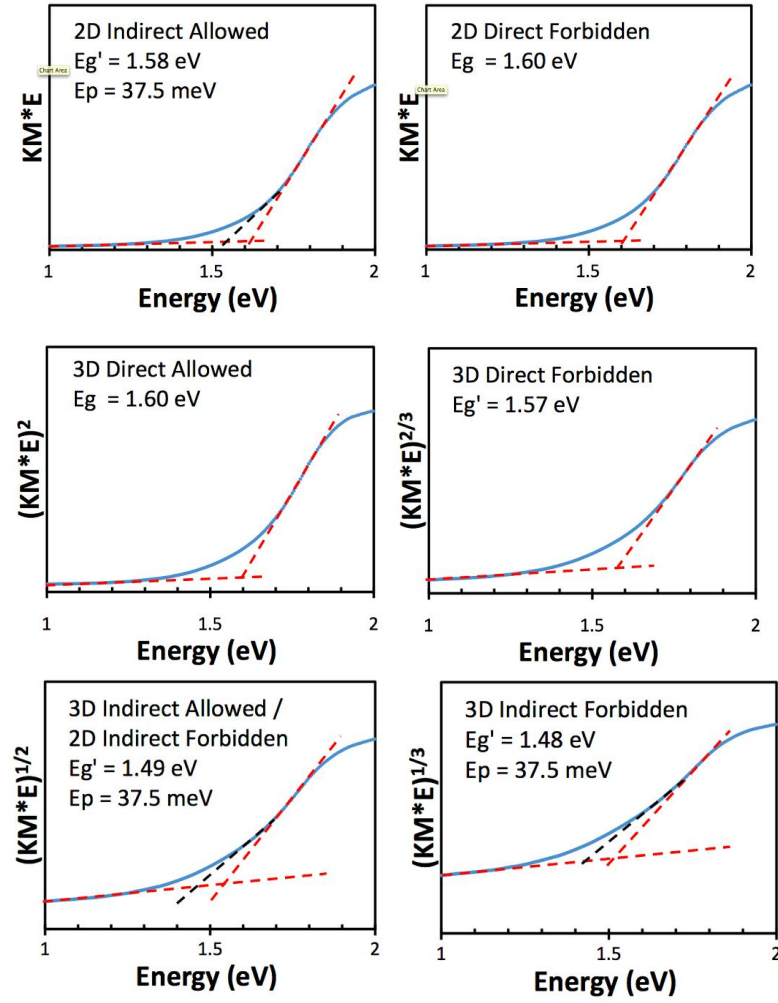 2D Indirect Allowed
Eg' = 1.58 eV
Chart Area
Ep = 37.5 meV
KM*E
1 1.5 2
Energy (eV)
2D Direct Forbidden
Eg = 1.60 eV
Chart Area
KM*E
1 1.5 2
Energy (eV)
3D Direct Allowed
Eg = 1.60 eV
(KM*E)2
1 1.5 2
Energy (eV)
3D Direct Forbidden
Eg' = 1.57 eV
(KM*E)2/3
1 1.5 2
Energy (eV)
3D Indirect Allowed /
2D Indirect Forbidden
Eg' = 1.49 eV
Ep = 37.5 meV
(KM*E)1/2
1 1.5 2
Energy (eV)
3D Indirect Forbidden
Eg' = 1.48 eV
Ep = 37.5 meV
(KM*E)1/3
1 1.5 2
Energy (eV)